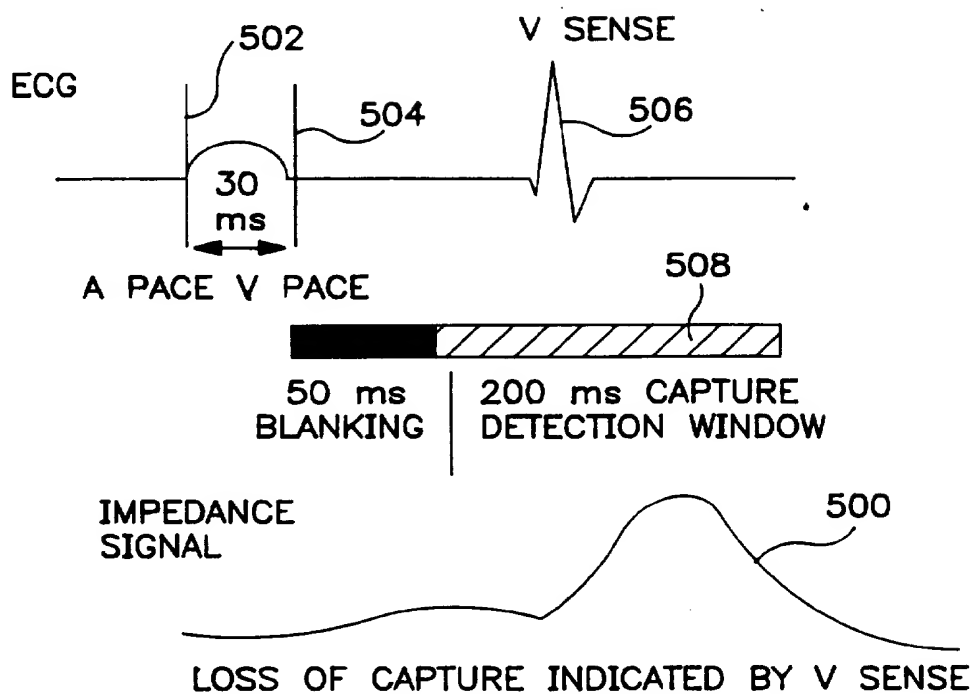 502
V SENSE
ECG
504
506
30
ms
508
A PACE V PACE
50 ms
BLANKING
200 ms CAPTURE
DETECTION WINDOW
IMPEDANCE
SIGNAL
500
LOSS OF CAPTURE INDICATED BY V SENSE